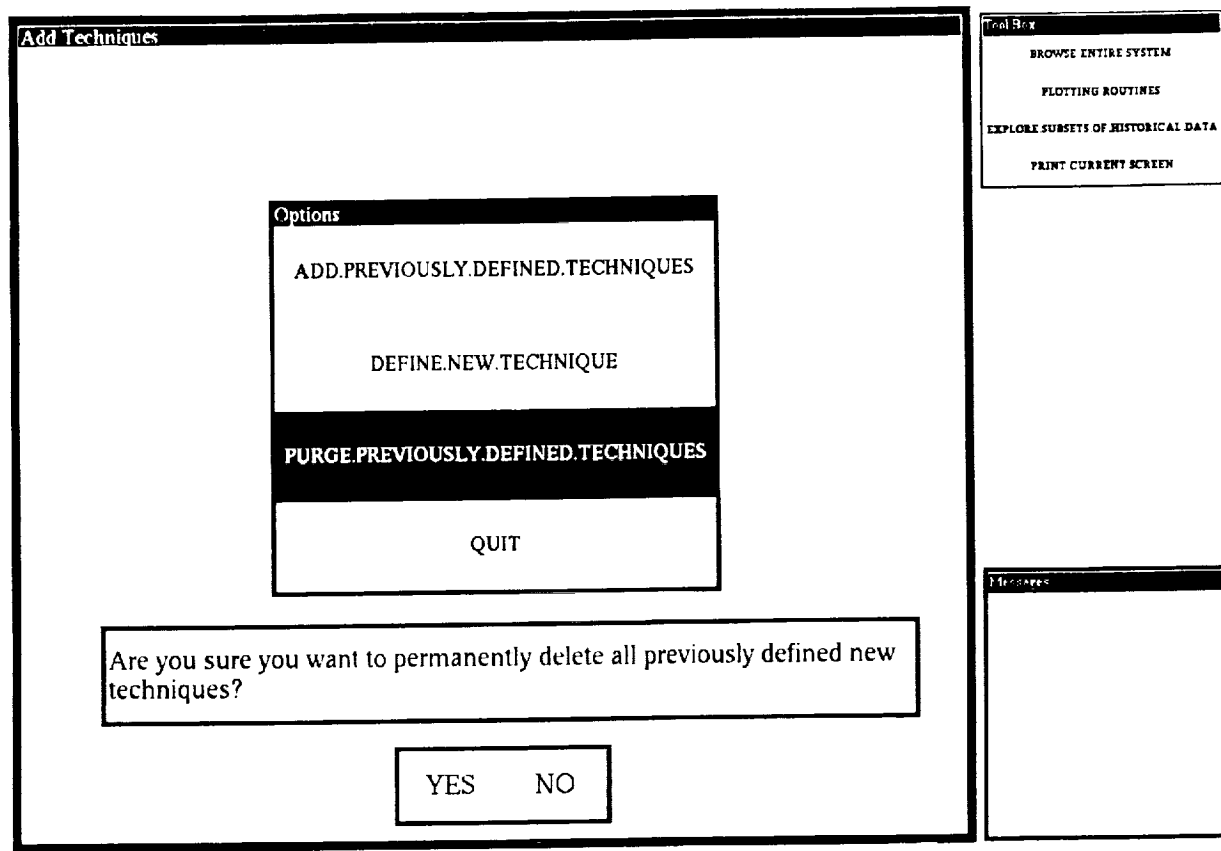 Add Techniques
Options
ADD.PREVIOUSLY.DEFINED.TECHNIQUES
DEFINE.NEW.TECHNIQUE
PURGE.PREVIOUSLY.DEFINED.TECHNIQUES
QUIT
Are you sure you want to permanently delete all previously defined new
techniques?
YES NO
Tool Box
BROWSE ENTIRE SYSTEM
PLOTTING ROUTINES
EXPLORE.SUBSETS OF.HISTORICAL.DATA
PRINT CURRENT SCREEN
Messages